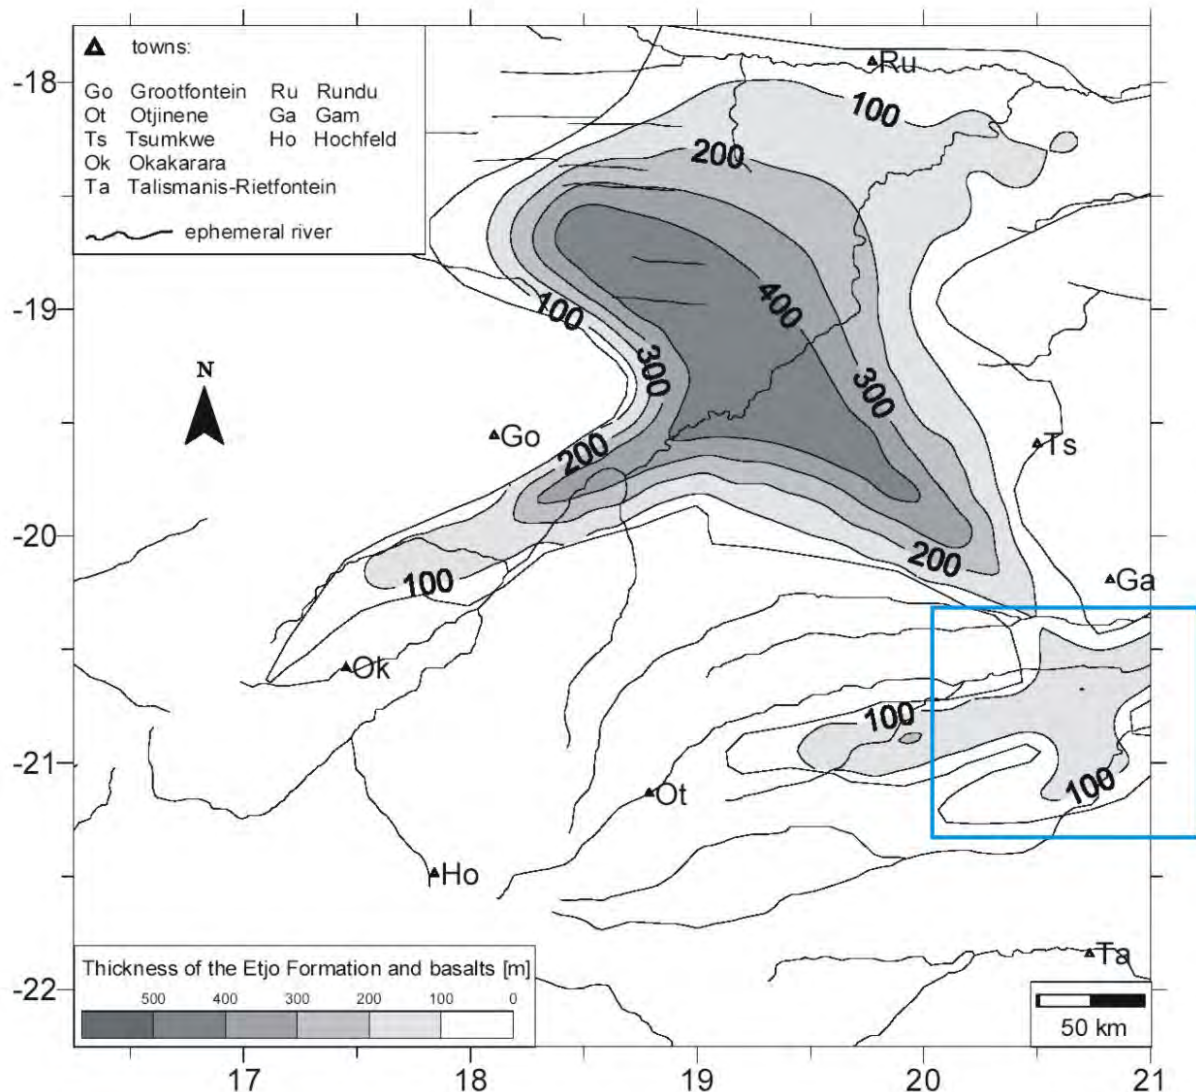 towns:
Go Grootfontein Ru Rundu
Ot Otjinene Ga Gam
Ts Tsumkwe Ho Hochfeld
Ok Okakarara
Ta Talismanis-Rietfontein
ephemeral river
-18
Ru
100
200
-19
100
400
300
300
N
Go
200
Ts
-20
100
200
Ga
Ok
100
-21
100
Ot
Ho
Ta
-22
Thickness of the Etjo Formation and basalts [m]
500 400 300 200 100 0
50 km
17 18 19 20 21